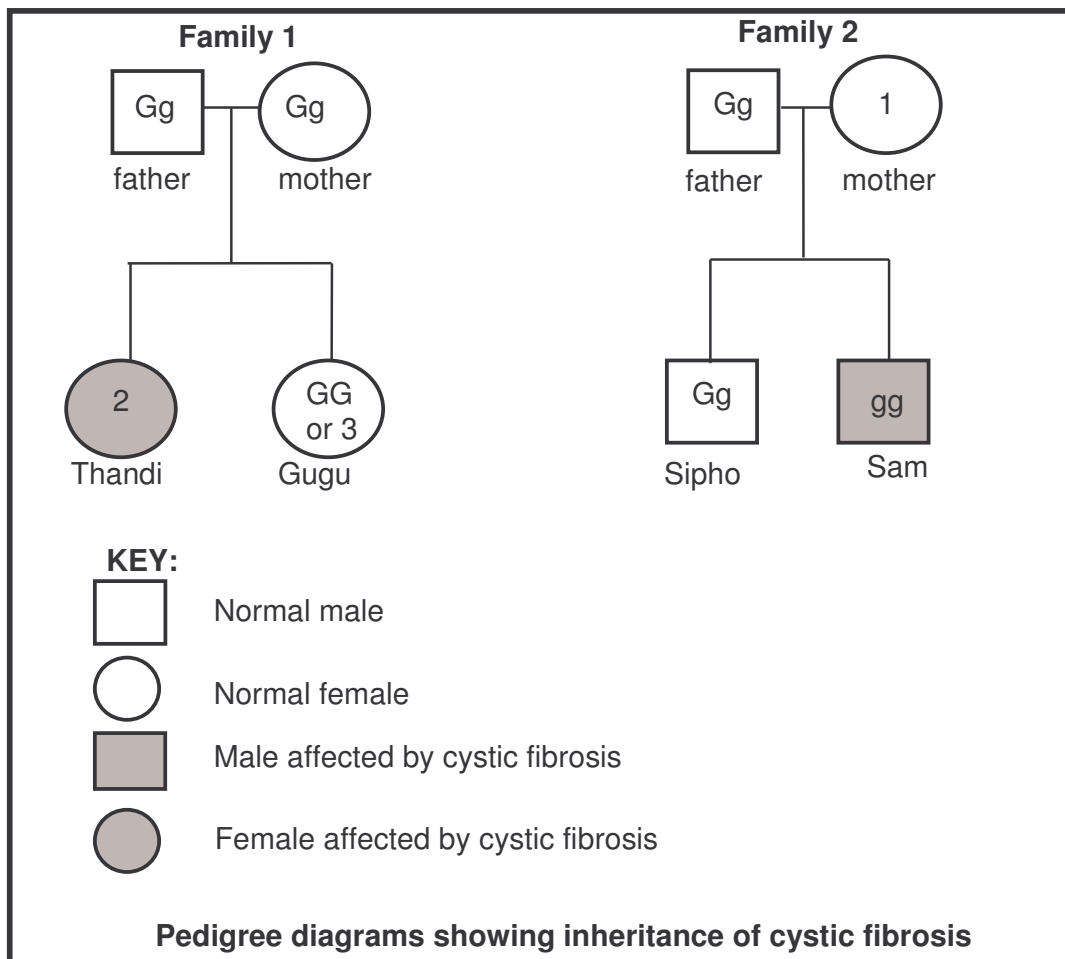 Family 1
Family 2
Gg
Gg
father
mother
Gg
1
father
mother
2
GG
or 3
Thandi
Gugu
Gg
gg
Sipho
Sam
KEY:
Normal male
Normal female
Male affected by cystic fibrosis
Female affected by cystic fibrosis
Pedigree diagrams showing inheritance of cystic fibrosis